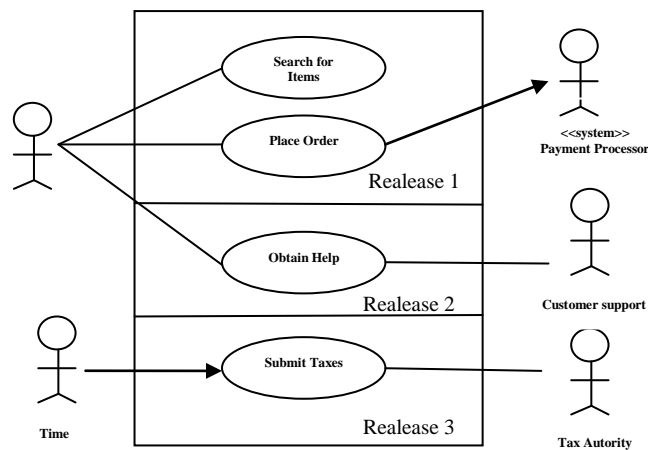 Search for
Items
Place Order
<<system>>
Payment Processor
Realease 1
Obtain Help
Realease 2
Customer support
Submit Taxes
Time
Realease 3
Tax Autority